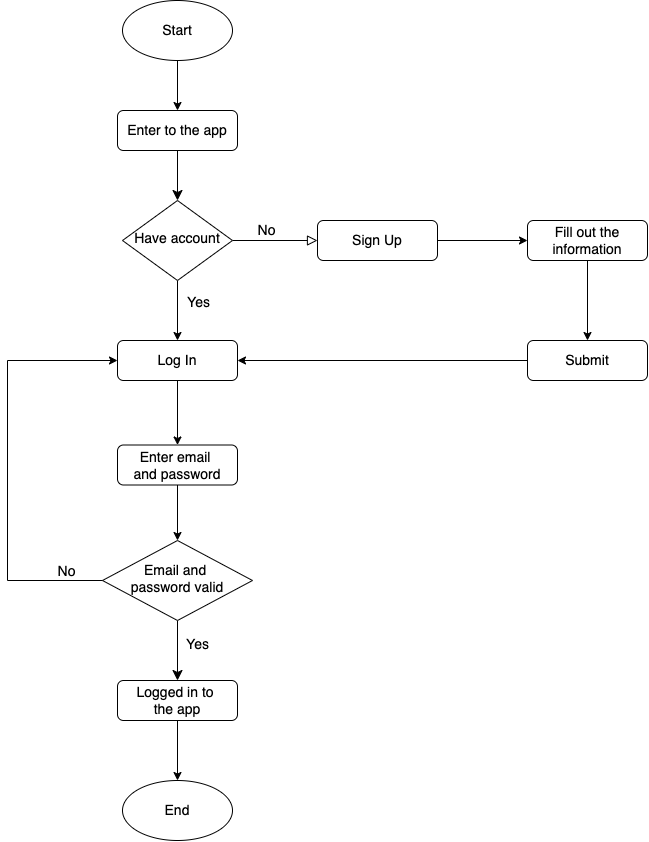 Start
Enter to the app
Have account
No
Sign Up
Fill out the
information
Yes
Log In
Submit
Enter email
and password
Email and
password valid
No
Yes
Logged in to
the app
End